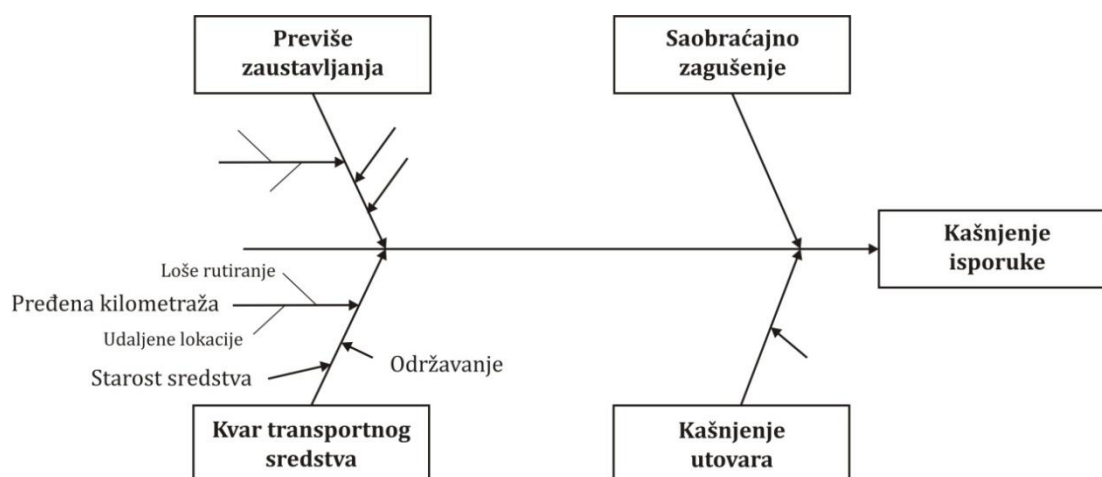 Previše
zaustavljanja
Saobraćajno
zagušenje
Kašnjenje
isporuke
Loše rutiranje
Pređena kilometraža
Udaljene lokacije
Održavanje
Starost sredstva
Kvar transportnog
sredstva
Kašnjenje
utovara